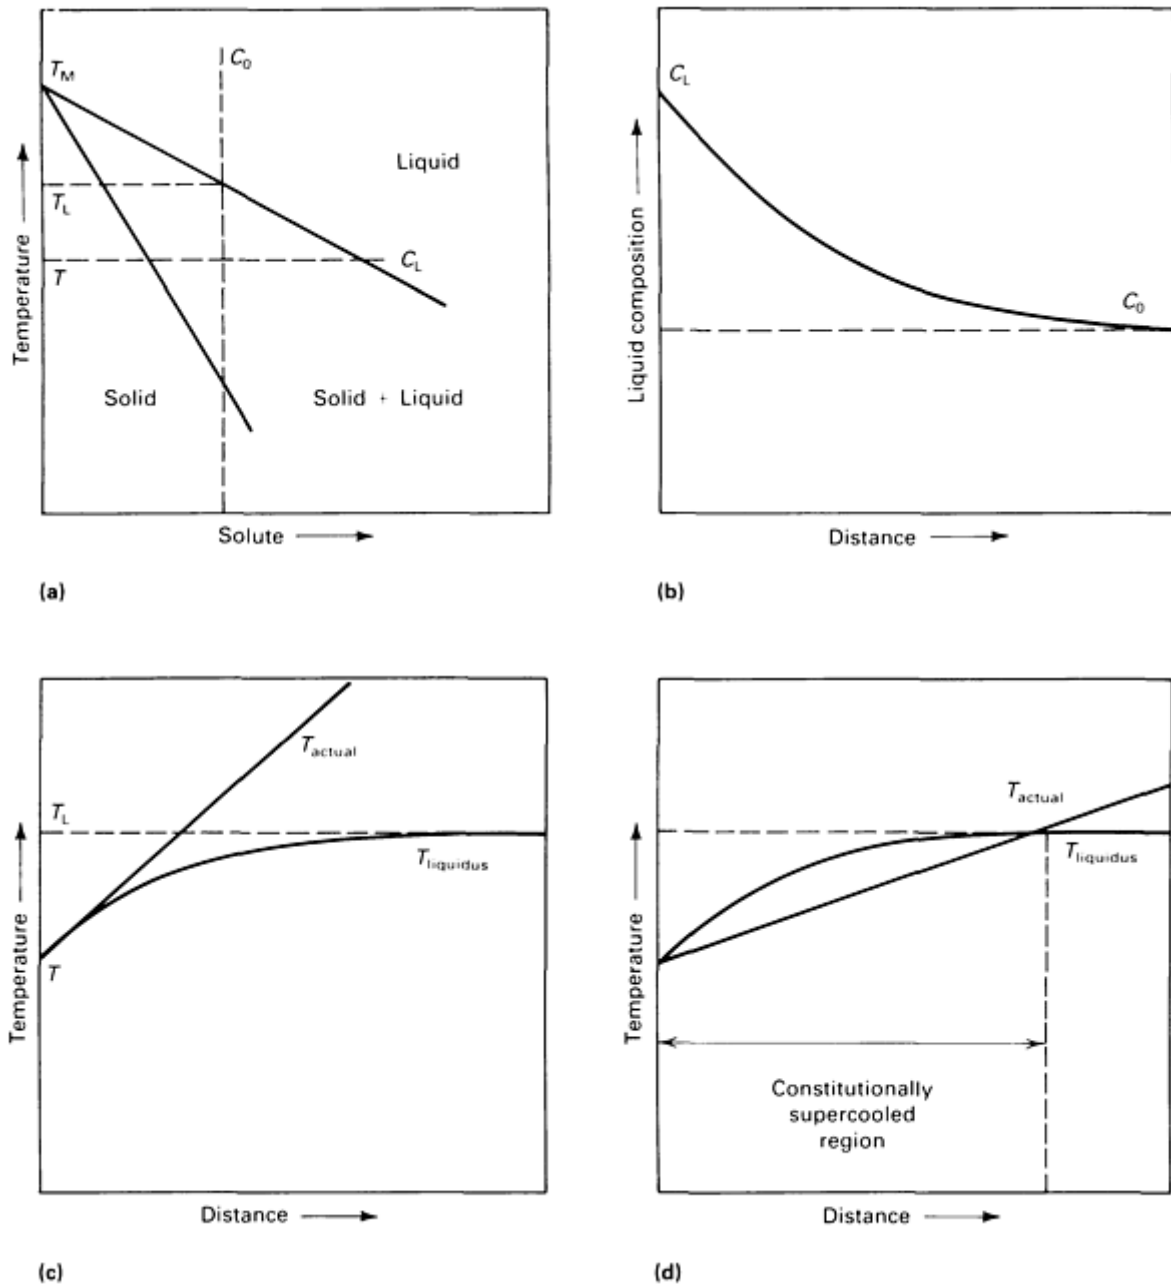 T_M
C_0
Liquid
T_L
T
C_L
Solid
Solid + Liquid
Temperature
Solute
(a)
C_L
C_0
Liquid composition
Distance
(b)
T_actual
T_L
T_liquidus
T
Temperature
Distance
(c)
T_actual
T_liquidus
Temperature
Constitutionally
supercooled
region
Distance
(d)